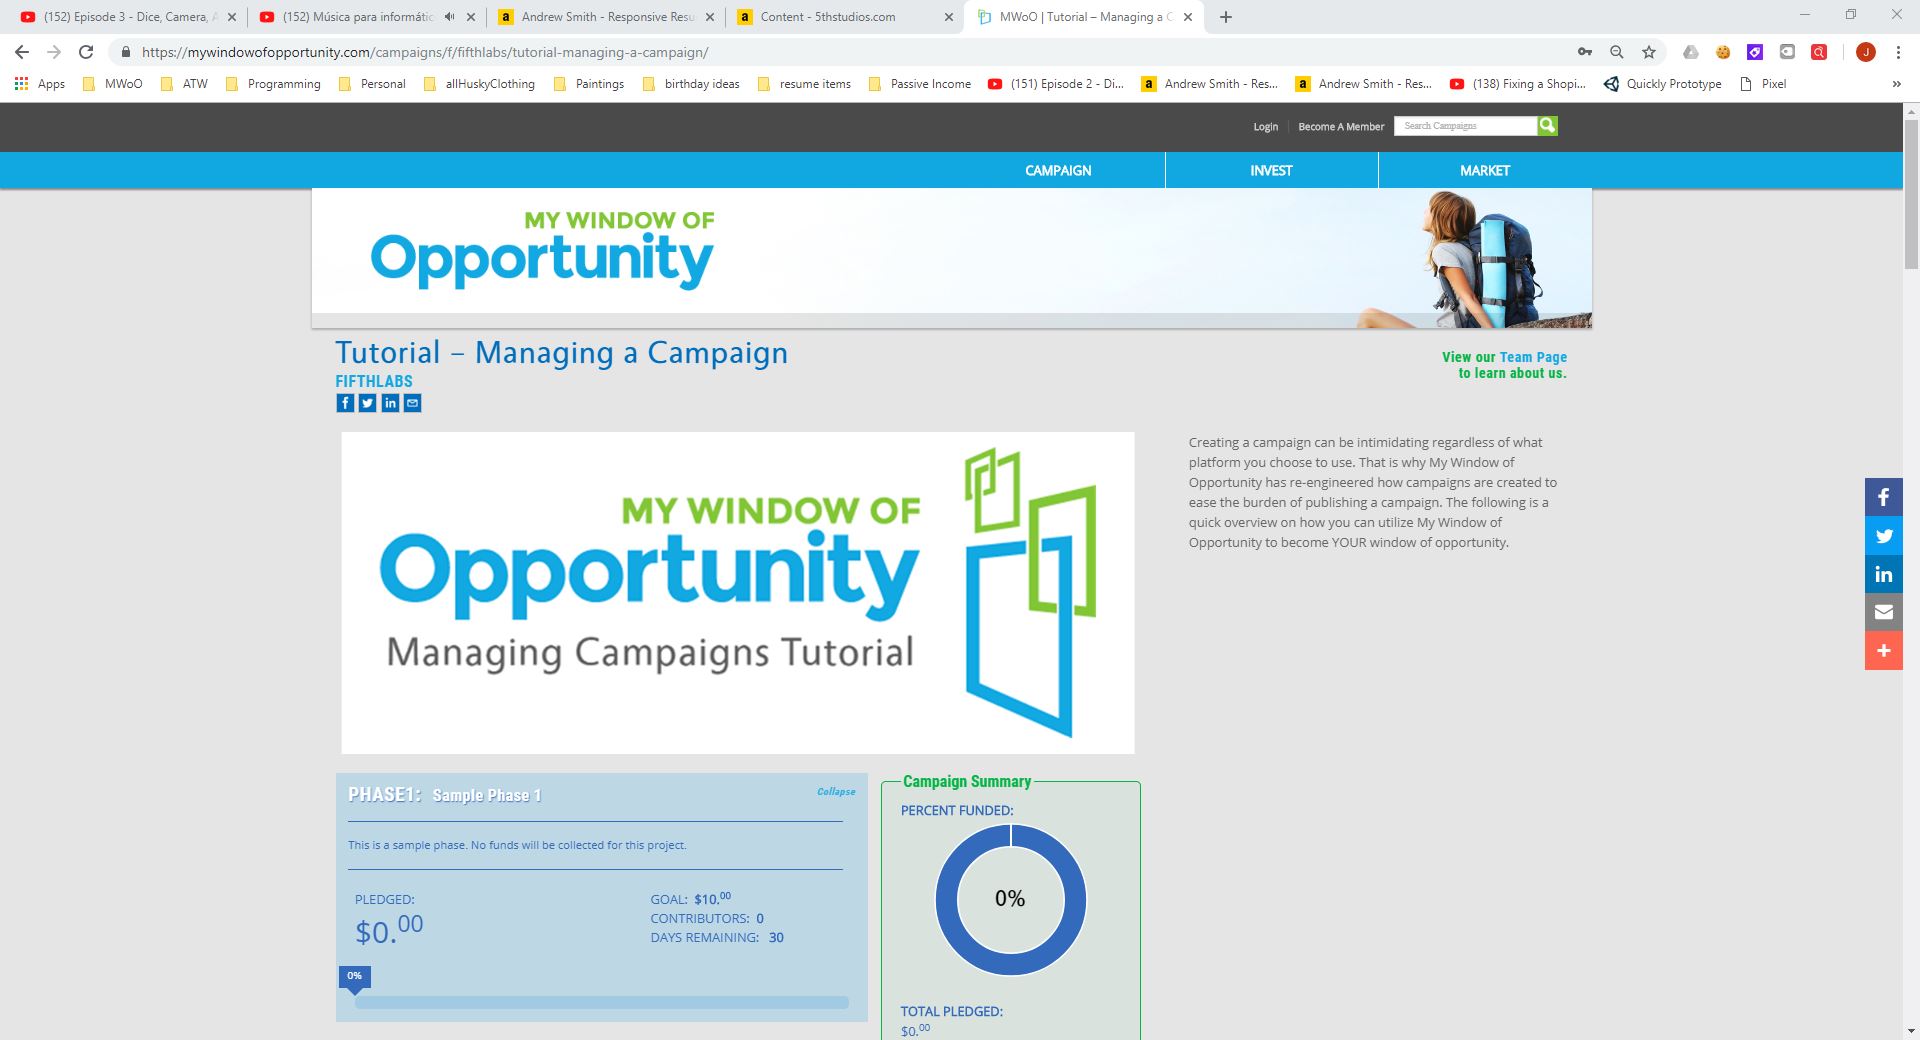 (152) Episode 3 - Dice, Camera, A
(152) Música para informátic
Andrew Smith - Responsive Resu
Content - 5thstudios.com
MWoO | Tutorial – Managing a C
https://mywindowofopportunity.com/campaigns/f/fifthlabs/tutorial-managing-a-campaign/
J
Apps
MWoO
ATW
Programming
Personal
allHuskyClothing
Paintings
birthday ideas
resume items
Passive Income
(151) Episode 2 - Di...
Andrew Smith - Res...
Andrew Smith - Res...
(138) Fixing a Shopi...
Quickly Prototype
Pixel
»
Login
Become A Member
Search Campaigns
CAMPAIGN
INVEST
MARKET
MY WINDOW OF
Opportunity
Tutorial – Managing a Campaign
FIFTHLABS
View our Team Page
to learn about us.
MY WINDOW OF
Opportunity
Managing Campaigns Tutorial
Creating a campaign can be intimidating regardless of what
platform you choose to use. That is why My Window of
Opportunity has re-engineered how campaigns are created to
ease the burden of publishing a campaign. The following is a
quick overview on how you can utilize My Window of
Opportunity to become YOUR window of opportunity.
PHASE1: Sample Phase 1
Collapse
This is a sample phase. No funds will be collected for this project.
PLEDGED:
$0.00
GOAL: $10.00
CONTRIBUTORS: 0
DAYS REMAINING: 30
0%
Campaign Summary
PERCENT FUNDED:
0%
TOTAL PLEDGED:
$0.00